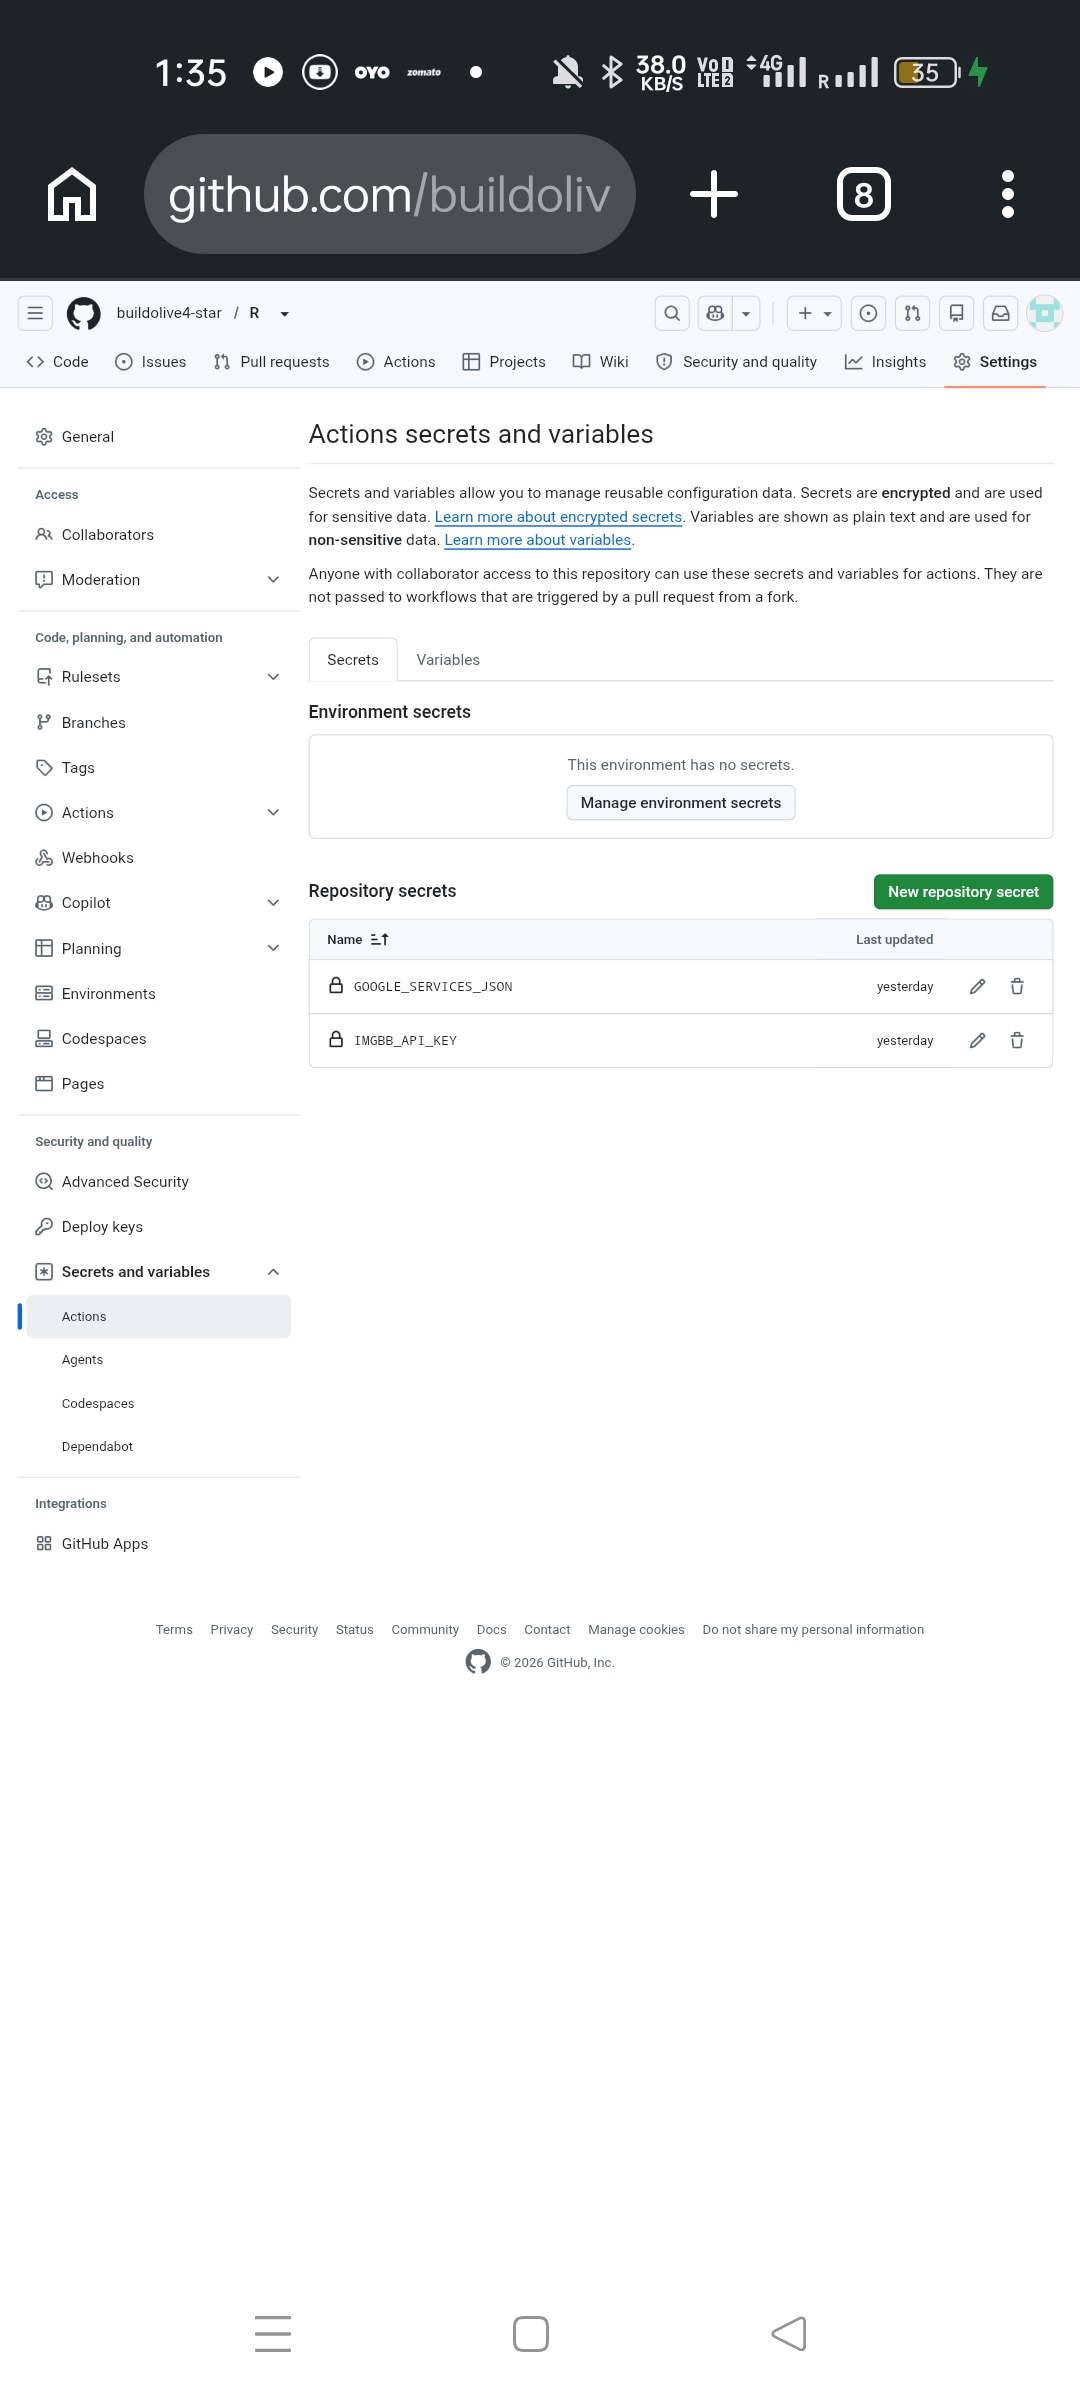 1:35
OYO
zomato
38.0
KB/S
Vo 1
LTE 2
4G
R
35
github.com/buildoliv
8
buildolive4-star / R
Code
Issues
Pull requests
Actions
Projects
Wiki
Security and quality
Insights
Settings
General
Access
Collaborators
Moderation
Code, planning, and automation
Rulesets
Branches
Tags
Actions
Webhooks
Copilot
Planning
Environments
Codespaces
Pages
Security and quality
Advanced Security
Deploy keys
Secrets and variables
Actions
Agents
Codespaces
Dependabot
Integrations
GitHub Apps
Actions secrets and variables
Secrets and variables allow you to manage reusable configuration data. Secrets are encrypted and are used
for sensitive data. Learn more about encrypted secrets. Variables are shown as plain text and are used for
non-sensitive data. Learn more about variables.
Anyone with collaborator access to this repository can use these secrets and variables for actions. They are
not passed to workflows that are triggered by a pull request from a fork.
Secrets
Variables
Environment secrets
This environment has no secrets.
Manage environment secrets
Repository secrets
New repository secret
Name
Last updated
GOOGLE_SERVICES_JSON
yesterday
IMGBB_API_KEY
yesterday
Terms
Privacy
Security
Status
Community
Docs
Contact
Manage cookies
Do not share my personal information
© 2026 GitHub, Inc.